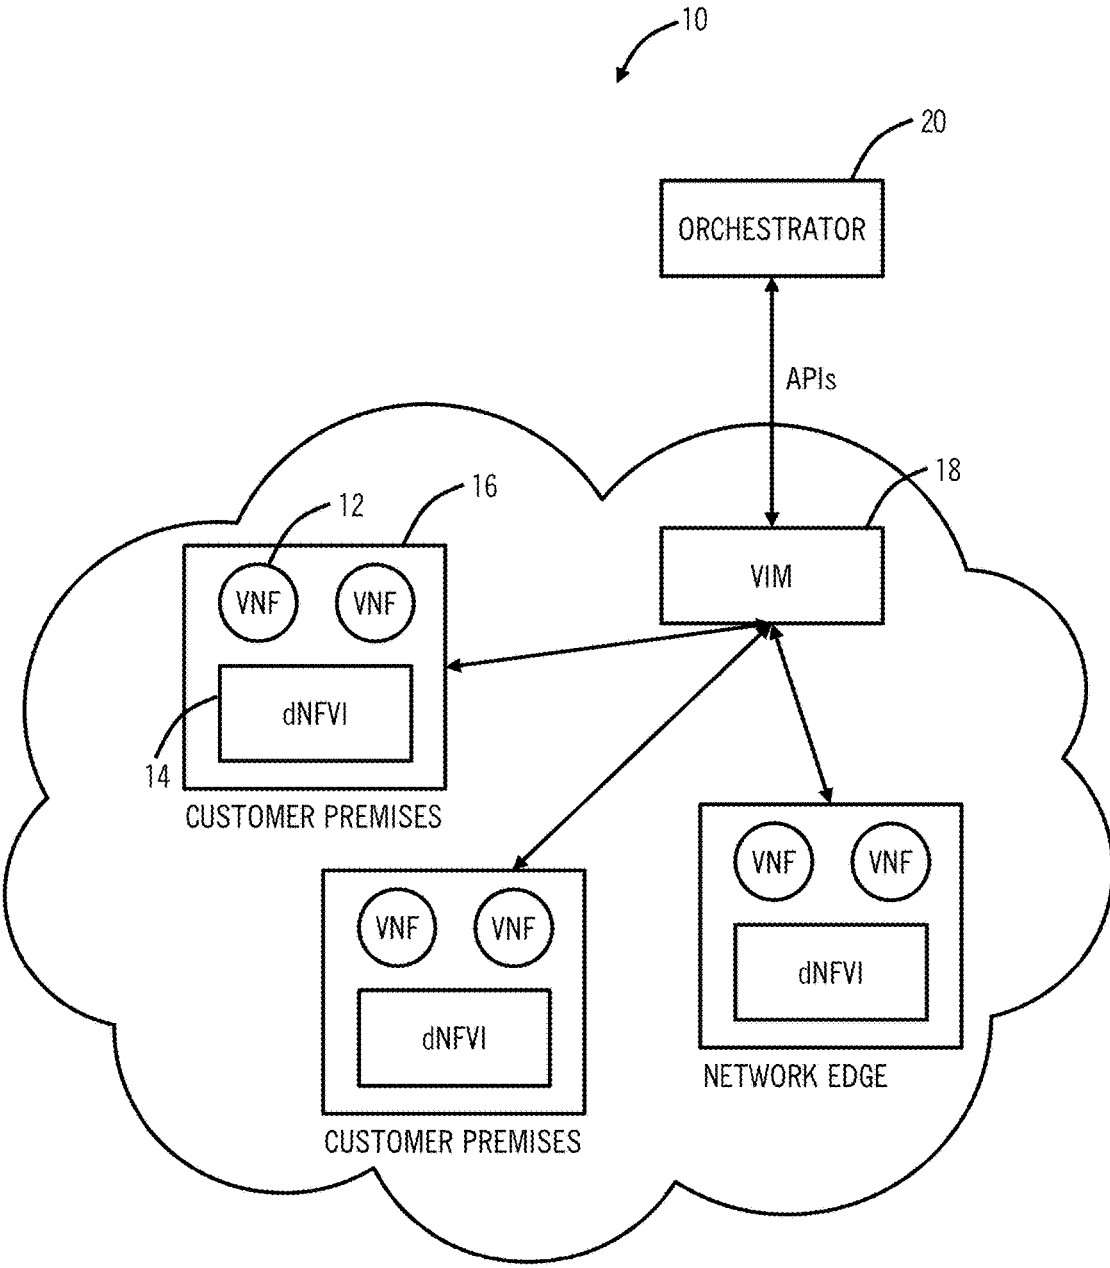 10
20
ORCHESTRATOR
APIs
18
16
12
VIM
VNF
VNF
dNFVI
14
CUSTOMER PREMISES
VNF
VNF
dNFVI
NETWORK EDGE
VNF
VNF
dNFVI
CUSTOMER PREMISES